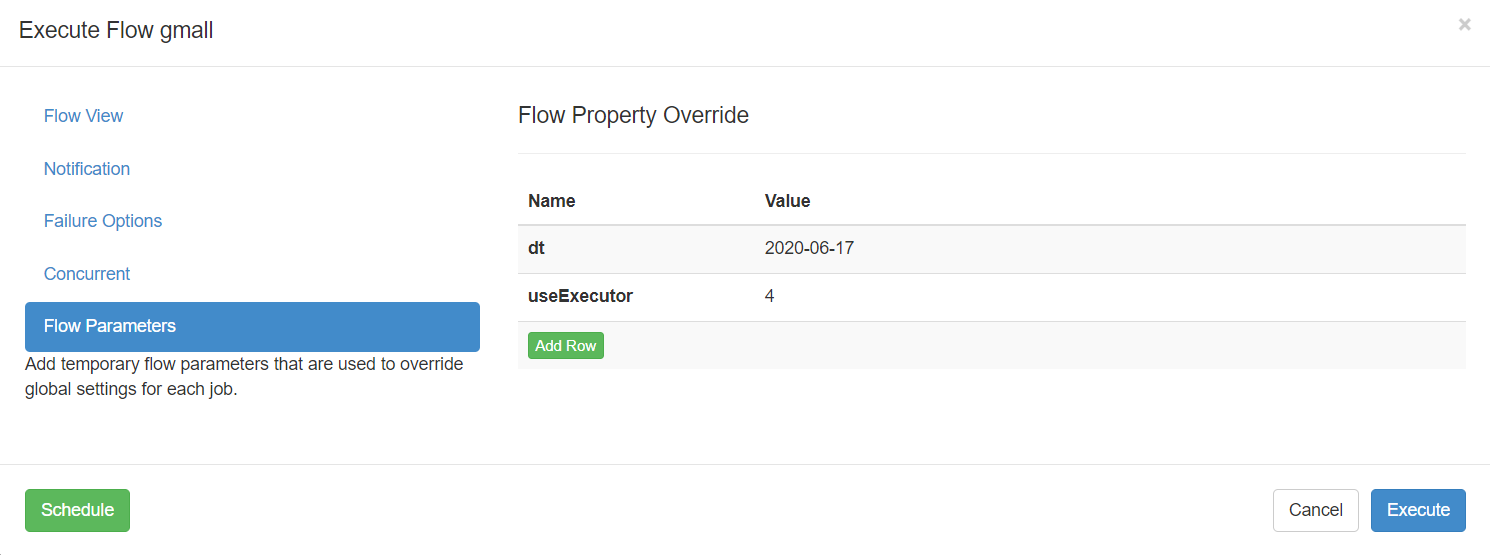 Execute Flow gmall
×
Flow View
Notification
Failure Options
Concurrent
Flow Parameters
Add temporary flow parameters that are used to override
global settings for each job.
Flow Property Override
Name Value
dt 2020-06-17
useExecutor 4
Add Row
Schedule
Cancel
Execute